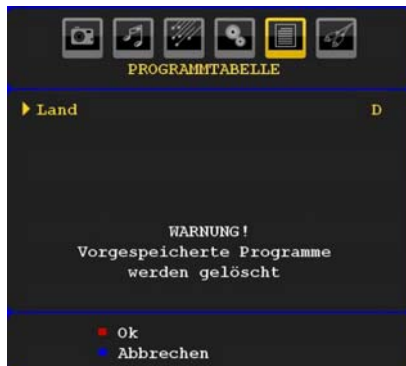 PROGRAMMTABELLE
Land D
WARNUNG!
Vorgespeicherte Programme
werden gelöscht
Ok
Abbrechen